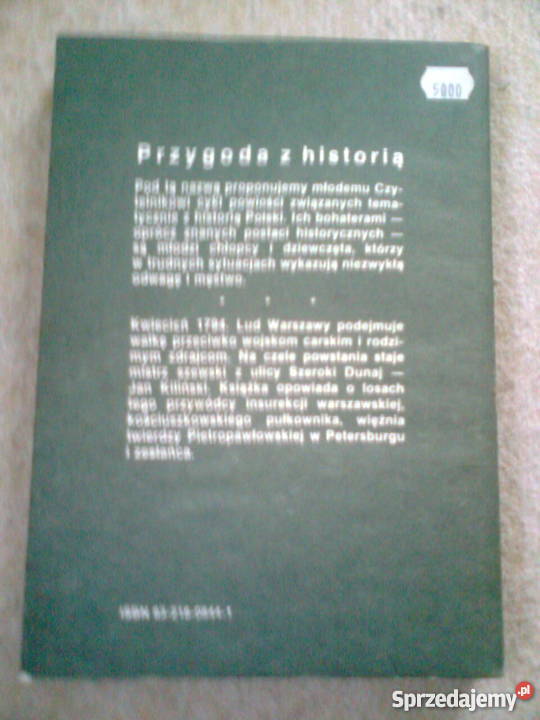 5000
Przygoda z historią
Pod tą nazwą proponujemy młodemu Czy-
telnikowi cykl powieści związanych tema-
tycznie z historią Polski. Ich bohaterami —
oprócz znanych postaci historycznych —
są młodzi chłopcy i dziewczęta, którzy
w trudnych sytuacjach wykazują niezwykłą
odwagę i męstwo.
Kwiecień 1794. Lud Warszawy podejmuje
walkę przeciwko wojskom carskim i rodzi-
mym zdrajcom. Na czele powstania staje
mistrz szewski z ulicy Szeroki Dunaj —
Jan Kiliński. Książka opowiada o losach
tego przywódcy insurekcji warszawskiej,
kościuszkowskiego pułkownika, więźnia
twierdzy Pietropawłowskiej w Petersburgu
i zesłańca.
ISBN
Sprzedajemy.pl